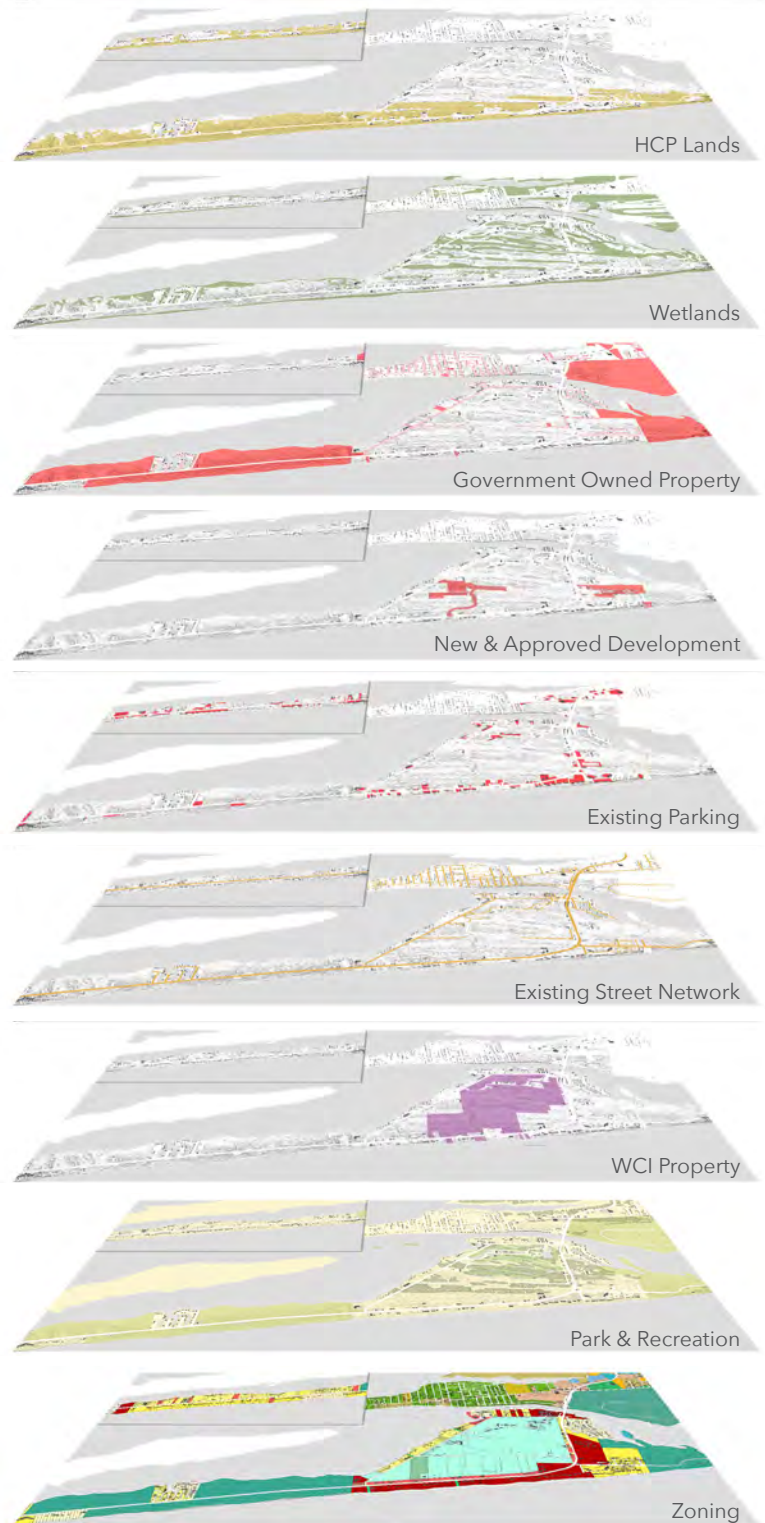 HCP Lands
Wetlands
Government Owned Property
New & Approved Development
Existing Parking
Existing Street Network
WCI Property
Park & Recreation
Zoning